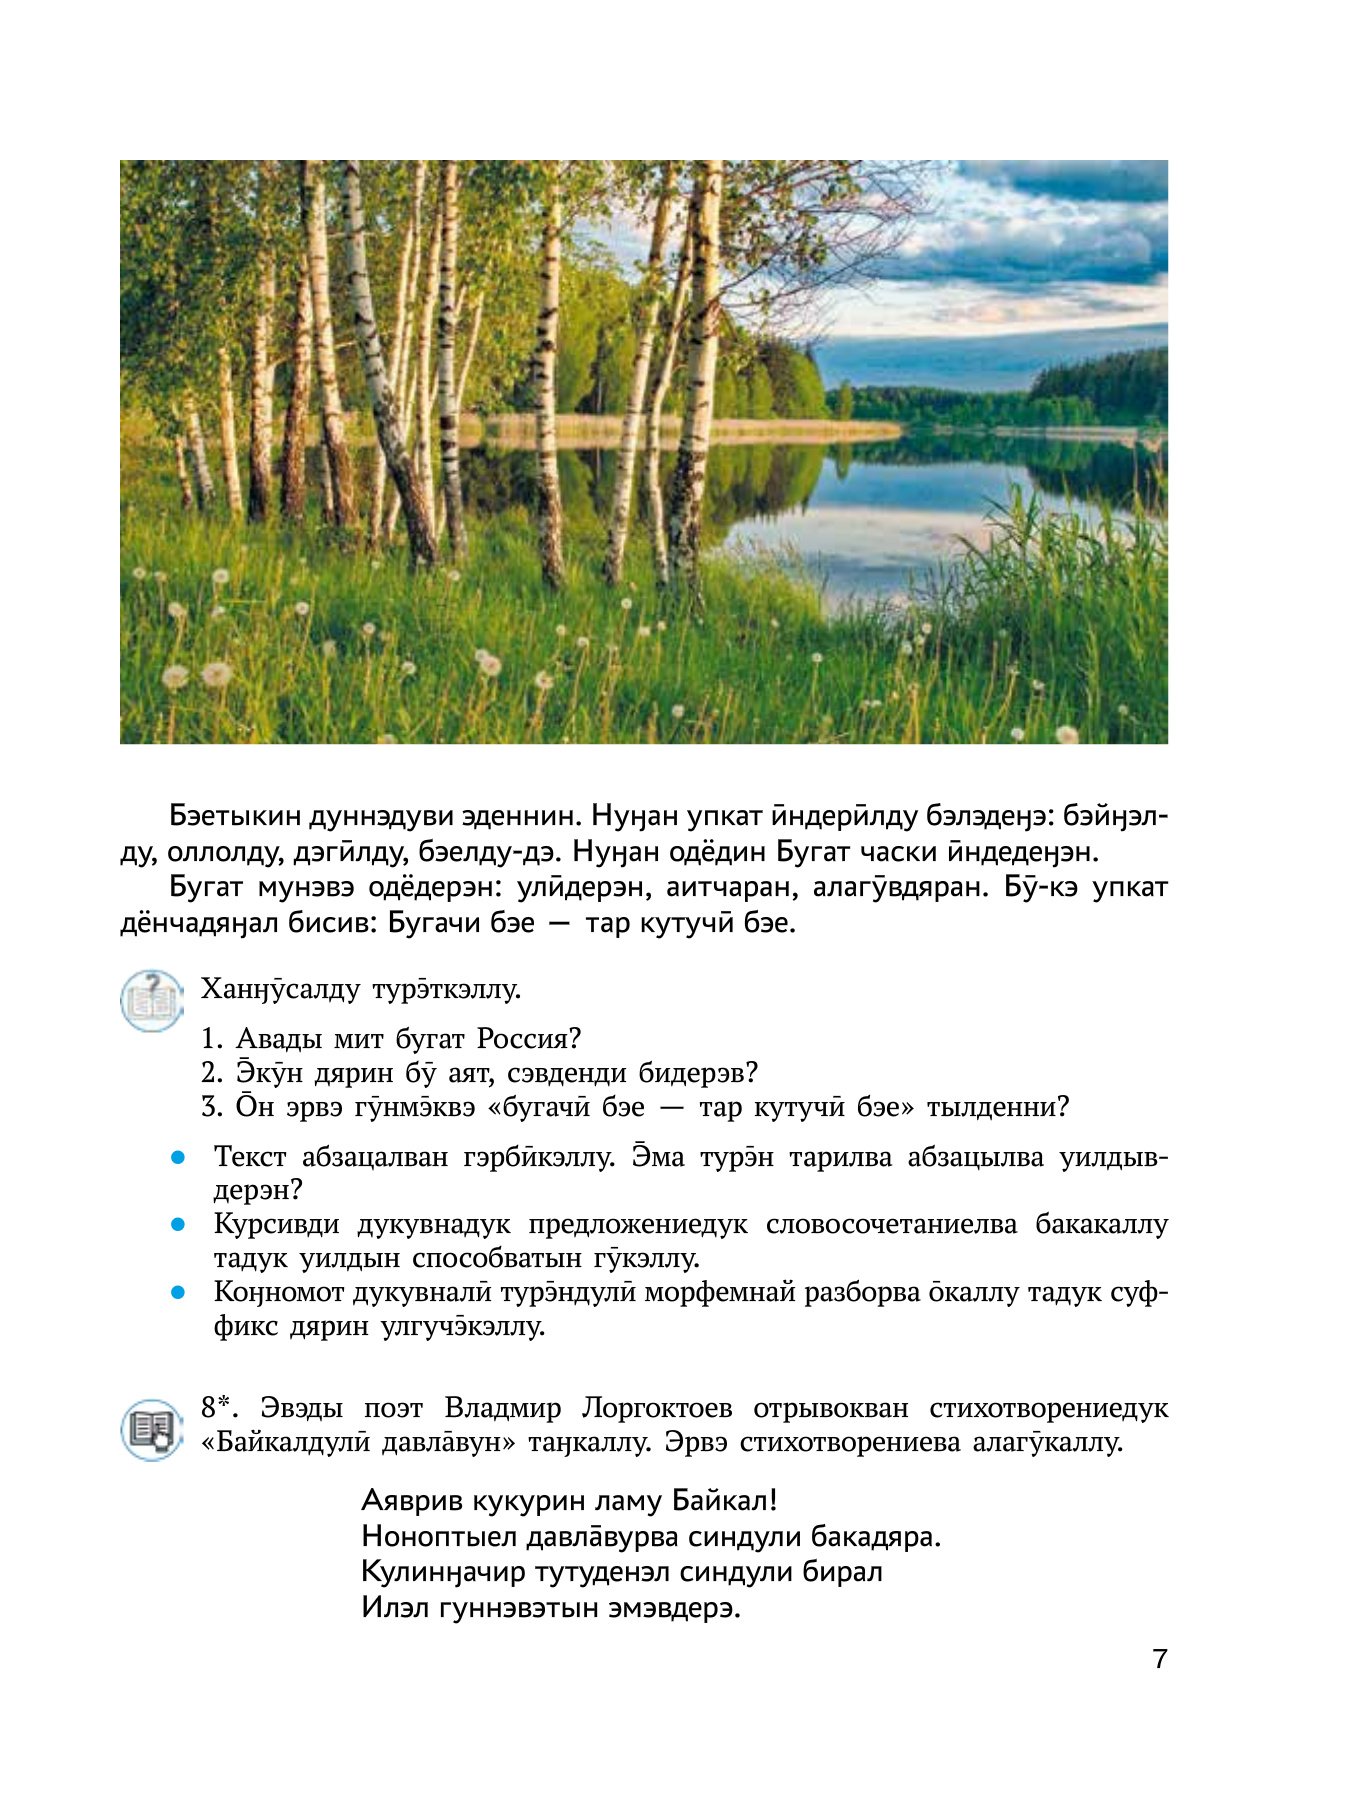 Бэетыкин дуннэдуви эденнин. Нуӈан упкат ӣндерӣлду бэлэдеӈэ: бэйӈэл-
ду, оллолду, дэгӣлду, бэелду-дэ. Нуӈан одёдин Бугат часки ӣндедеӈэн.
Бугат мунэвэ одёдерэн: улӣдерэн, аитчаран, алагӯвдяран. Бӯ-кэ упкат
дёнчадяӈал бисив: Бугачи бэе — тар кутучӣ бэе.
Ханӈӯсалду турэ̄ткэллу.
1. Авады мит бугат Россия?
2. Э̄кӯн дярин бӯ аят, сэвденди бидерэв?
3. О̄н эрвэ гӯнмэ̄квэ «бугачӣ бэе — тар кутучӣ бэе» тылденни?
● Текст абзацалван гэрбӣкэллу. Э̄ма турэ̄н тарилва абзацылва уилдыв-
дерэн?
● Курсивди дукувнадук предложениедук словосочетаниелва бакакаллу
тадук уилдын способватын гӯкэллу.
● Коӈномот дукувналӣ турэ̄ндулӣ морфемнай разборва о̄каллу тадук суф-
фикс дярин улгучэ̄кэллу.
8*. Эвэды поэт Владмир Лоргоктоев отрывокван стихотворениедук
«Байкалдулӣ давла̄вун» таӈкаллу. Эрвэ стихотворениева алагӯкаллу.
Аяврив кукурин ламу Байкал!
Ноноптыел давла̄вурва синдули бакадяра.
Кулинӈачир тутуденэл синдули бирал
Илэл гуннэвэтын эмэвдерэ.
7